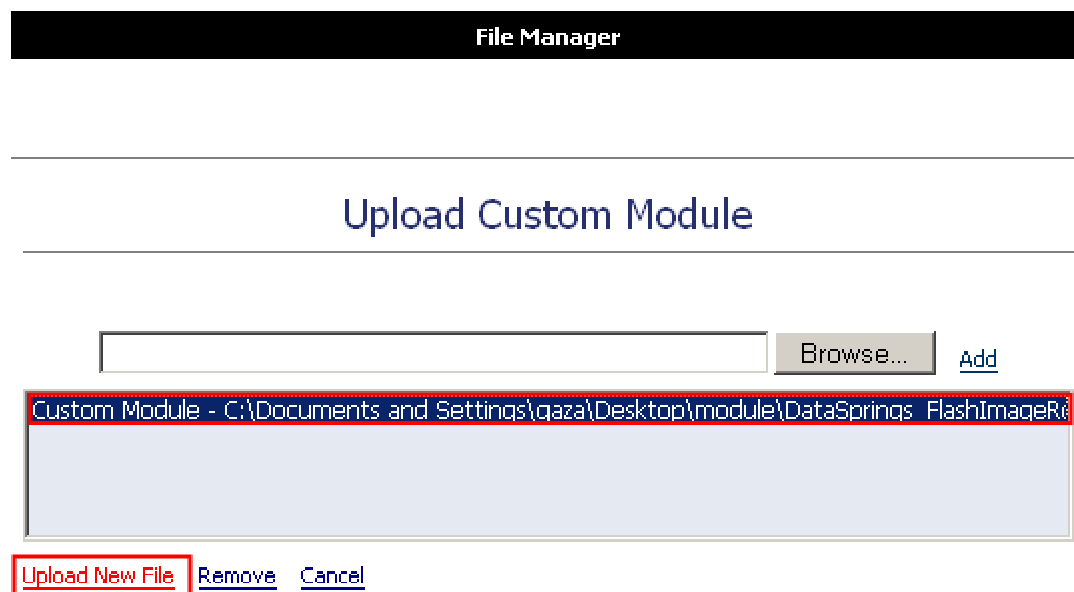 File Manager
Upload Custom Module
Browse... Add
Custom Module - C:\Documents and Settings\qaza\Desktop\module\DataSprings_FlashImageR
Upload New File Remove Cancel